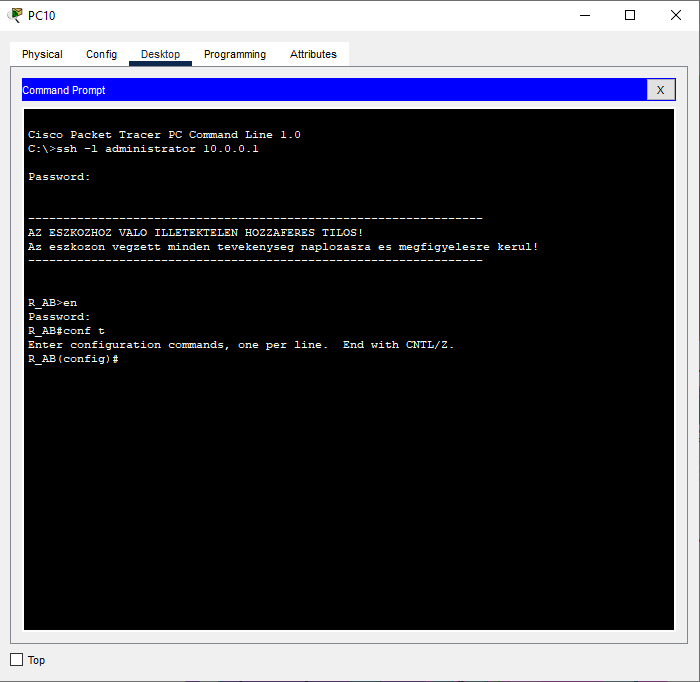 PC10
Physical Config Desktop Programming Attributes
Command Prompt X
Cisco Packet Tracer PC Command Line 1.0
C:\>ssh -l administrator 10.0.0.1
Password:
-----------------------------------------------------------------
AZ ESZKOZHOZ VALO ILLETEKTELEN HOZZAFERES TILOS!
Az eszkozon vegzett minden tevekenyseg naplozasra es megfigyelesre kerul!
-----------------------------------------------------------------
R_AB>en
Password:
R_AB#conf t
Enter configuration commands, one per line.  End with CNTL/Z.
R_AB(config)#
Top